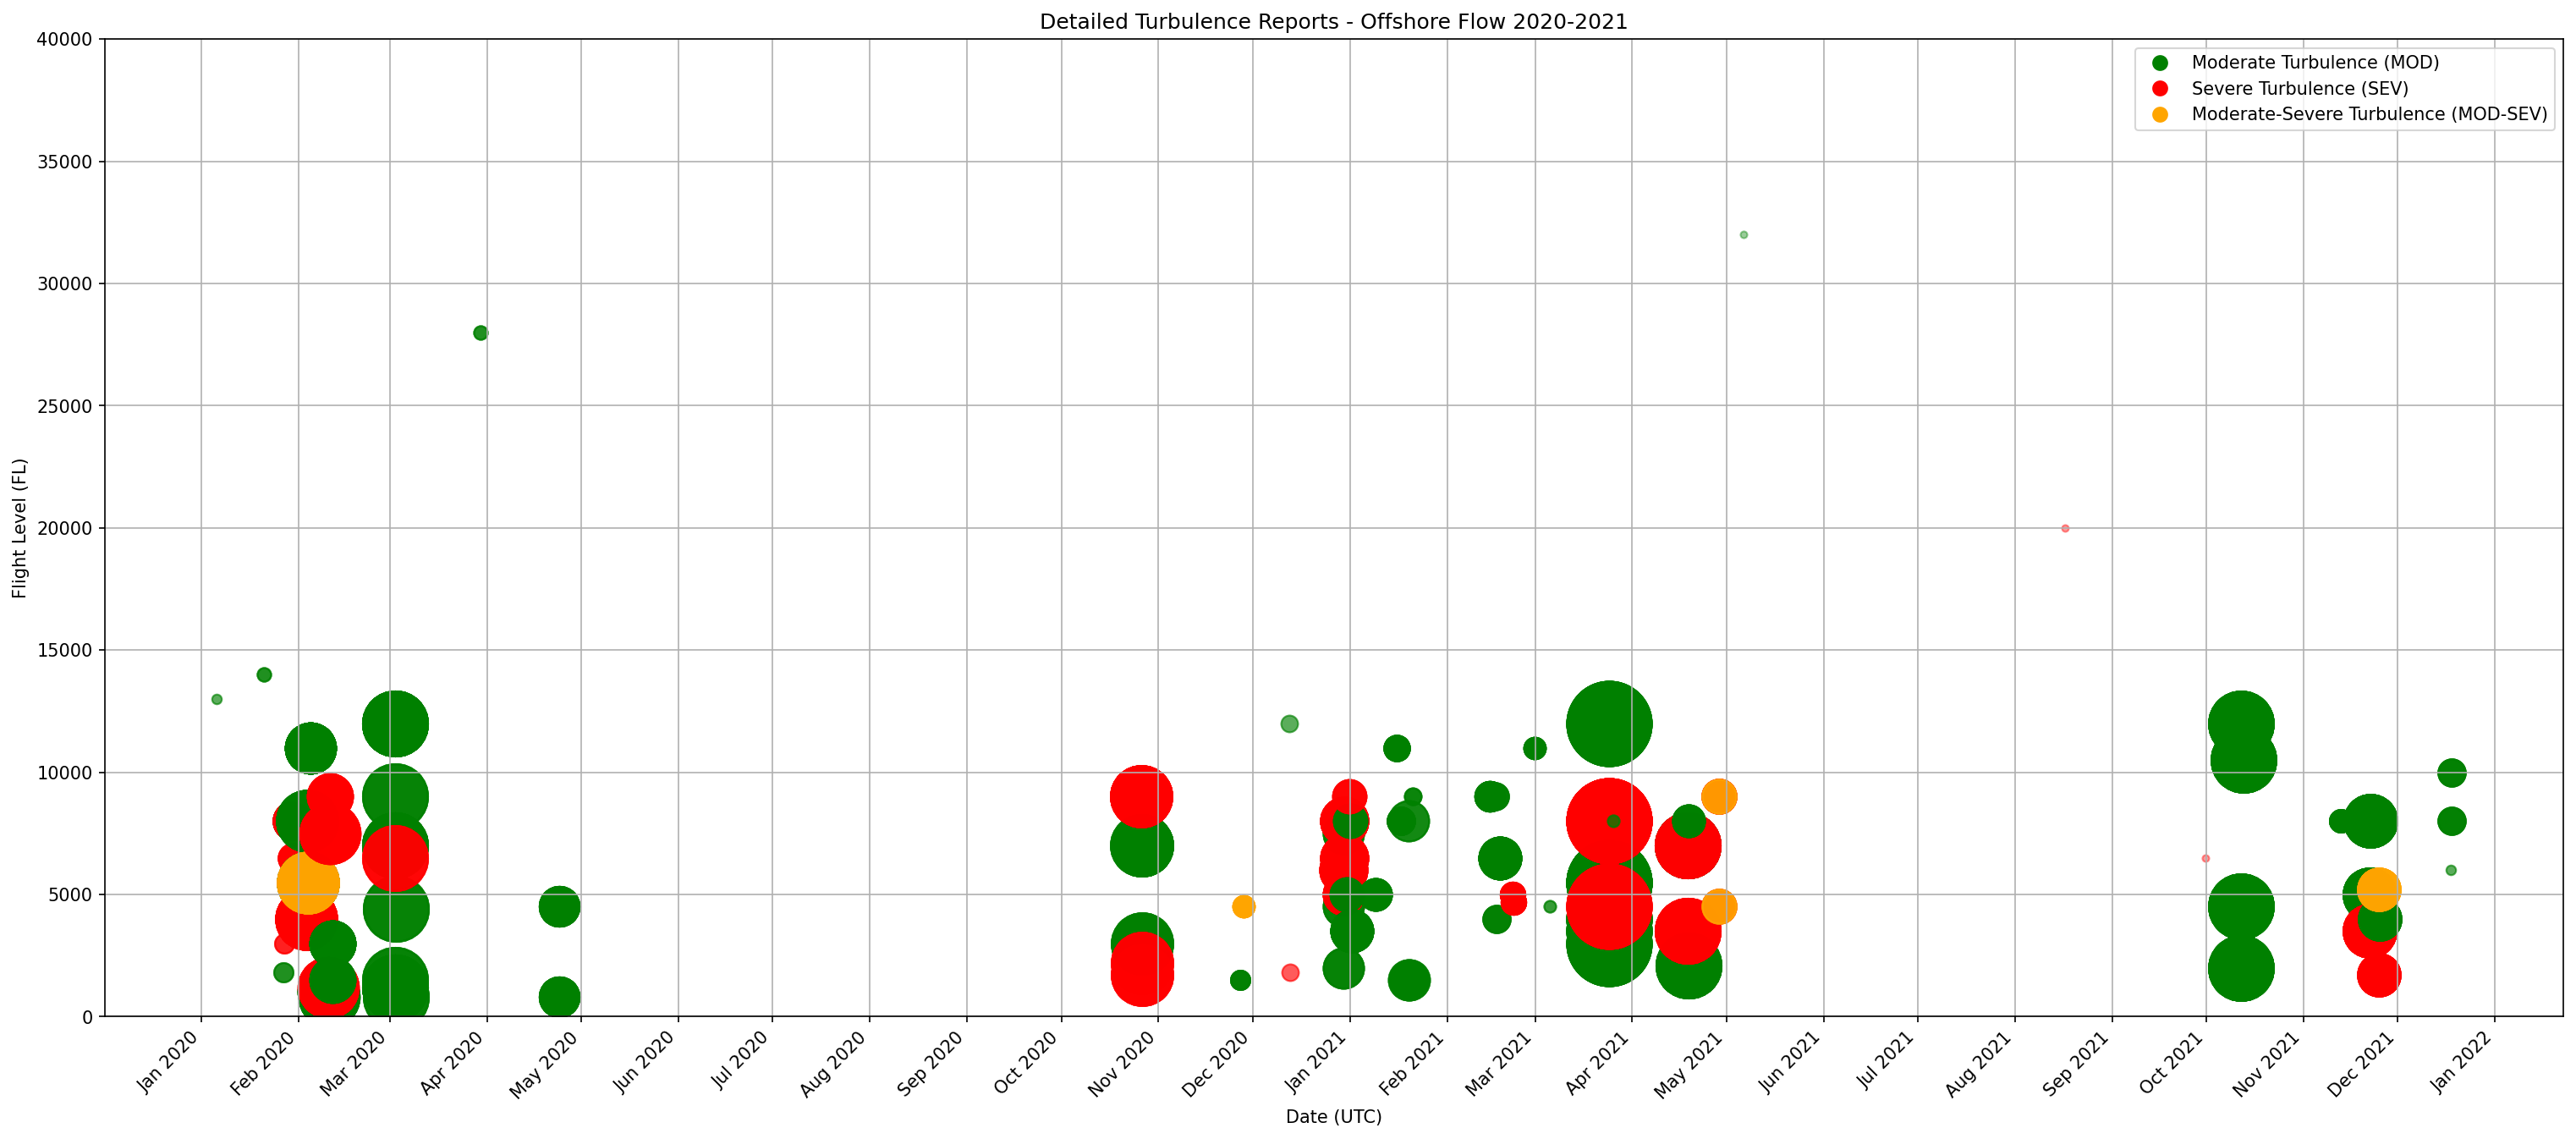 Detailed Turbulence Reports - Offshore Flow 2020-2021
Moderate Turbulence (MOD)
Severe Turbulence (SEV)
Moderate-Severe Turbulence (MOD-SEV)
Flight Level (FL)
40000
35000
30000
25000
20000
15000
10000
5000
0
Jan 2020
Feb 2020
Mar 2020
Apr 2020
May 2020
Jun 2020
Jul 2020
Aug 2020
Sep 2020
Oct 2020
Nov 2020
Dec 2020
Jan 2021
Feb 2021
Mar 2021
Apr 2021
May 2021
Jun 2021
Jul 2021
Aug 2021
Sep 2021
Oct 2021
Nov 2021
Dec 2021
Jan 2022
Date (UTC)